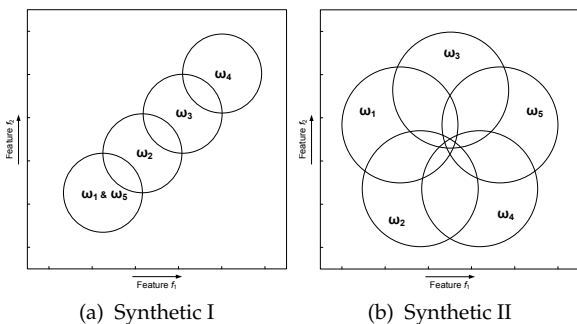 ω4
ω3
ω2
ω1 & ω5
Feature f2
Feature f1
(a) Synthetic I
ω3
ω1
ω5
ω2
ω4
Feature f2
Feature f1
(b) Synthetic II